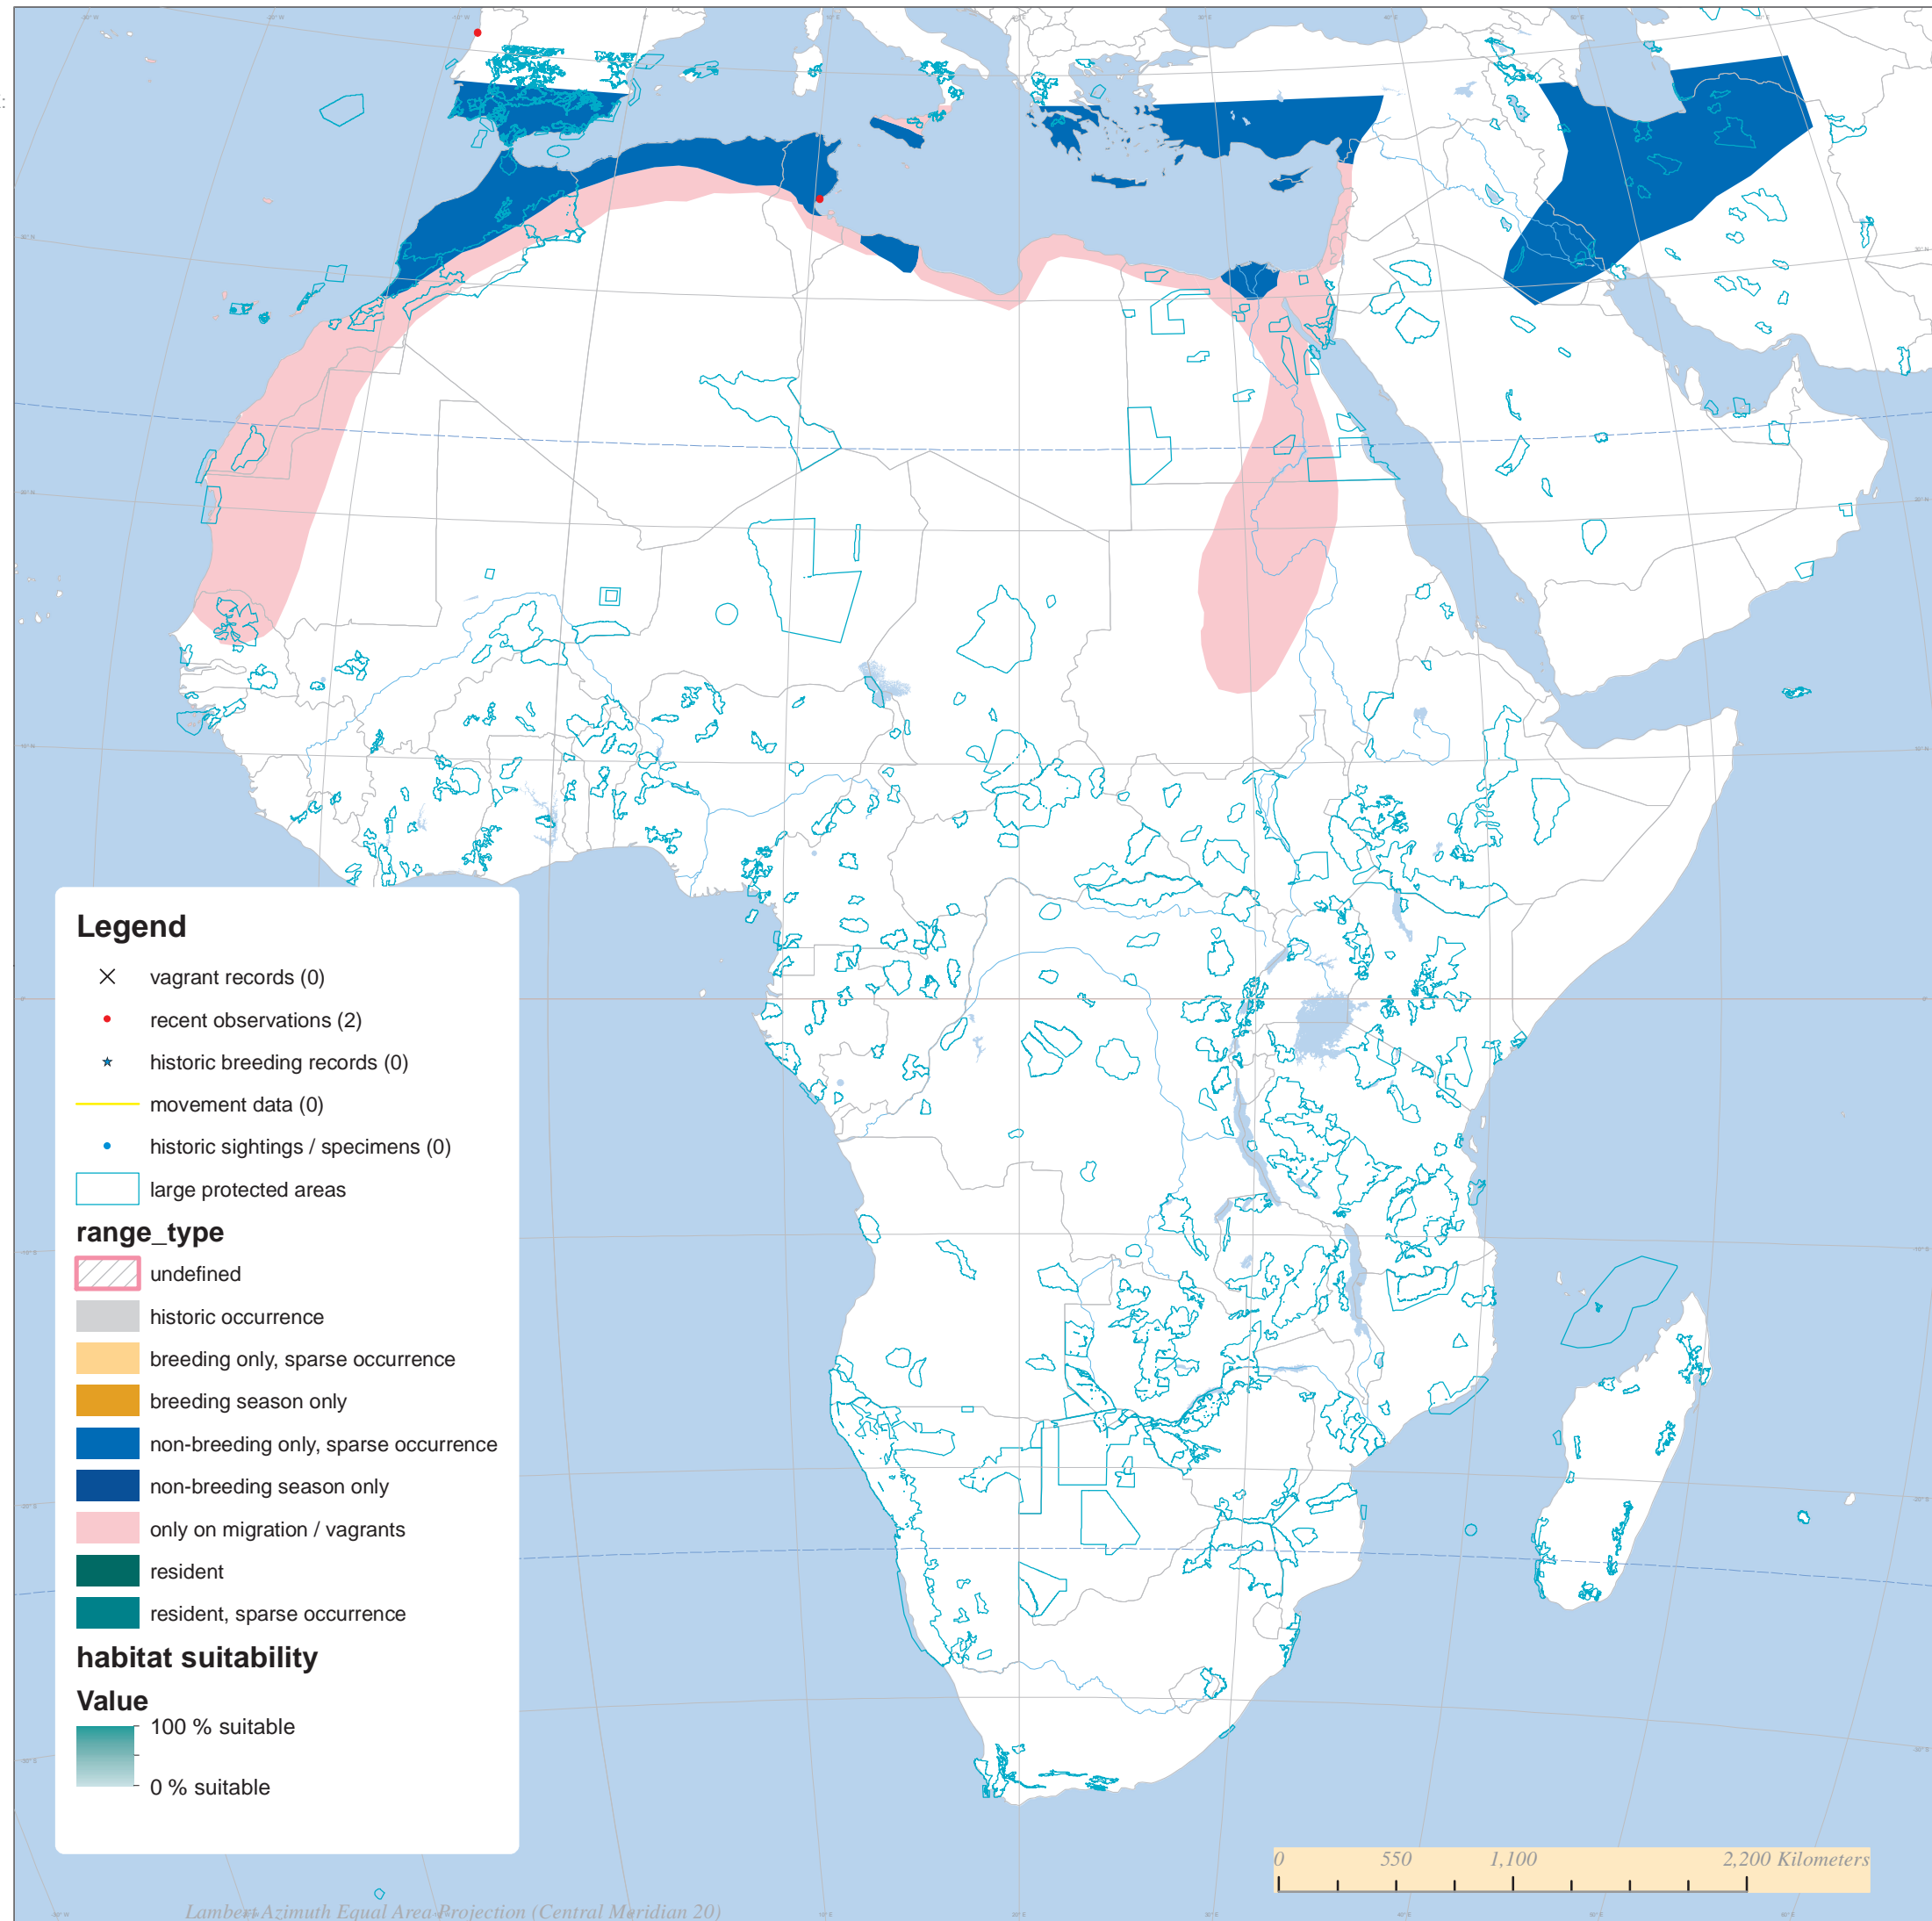 Legend
vagrant records (0)
recent observations (2)
historic breeding records (0)
movement data (0)
historic sightings / specimens (0)
large protected areas
range_type
undefined
historic occurrence
breeding only, sparse occurrence
breeding season only
non-breeding only, sparse occurrence
non-breeding season only
only on migration / vagrants
resident
resident, sparse occurrence
habitat suitability
Value
100 % suitable
0 % suitable
0 550 1,100 2,200 Kilometers
Lambert Azimuth Equal Area Projection (Central Meridian 20)